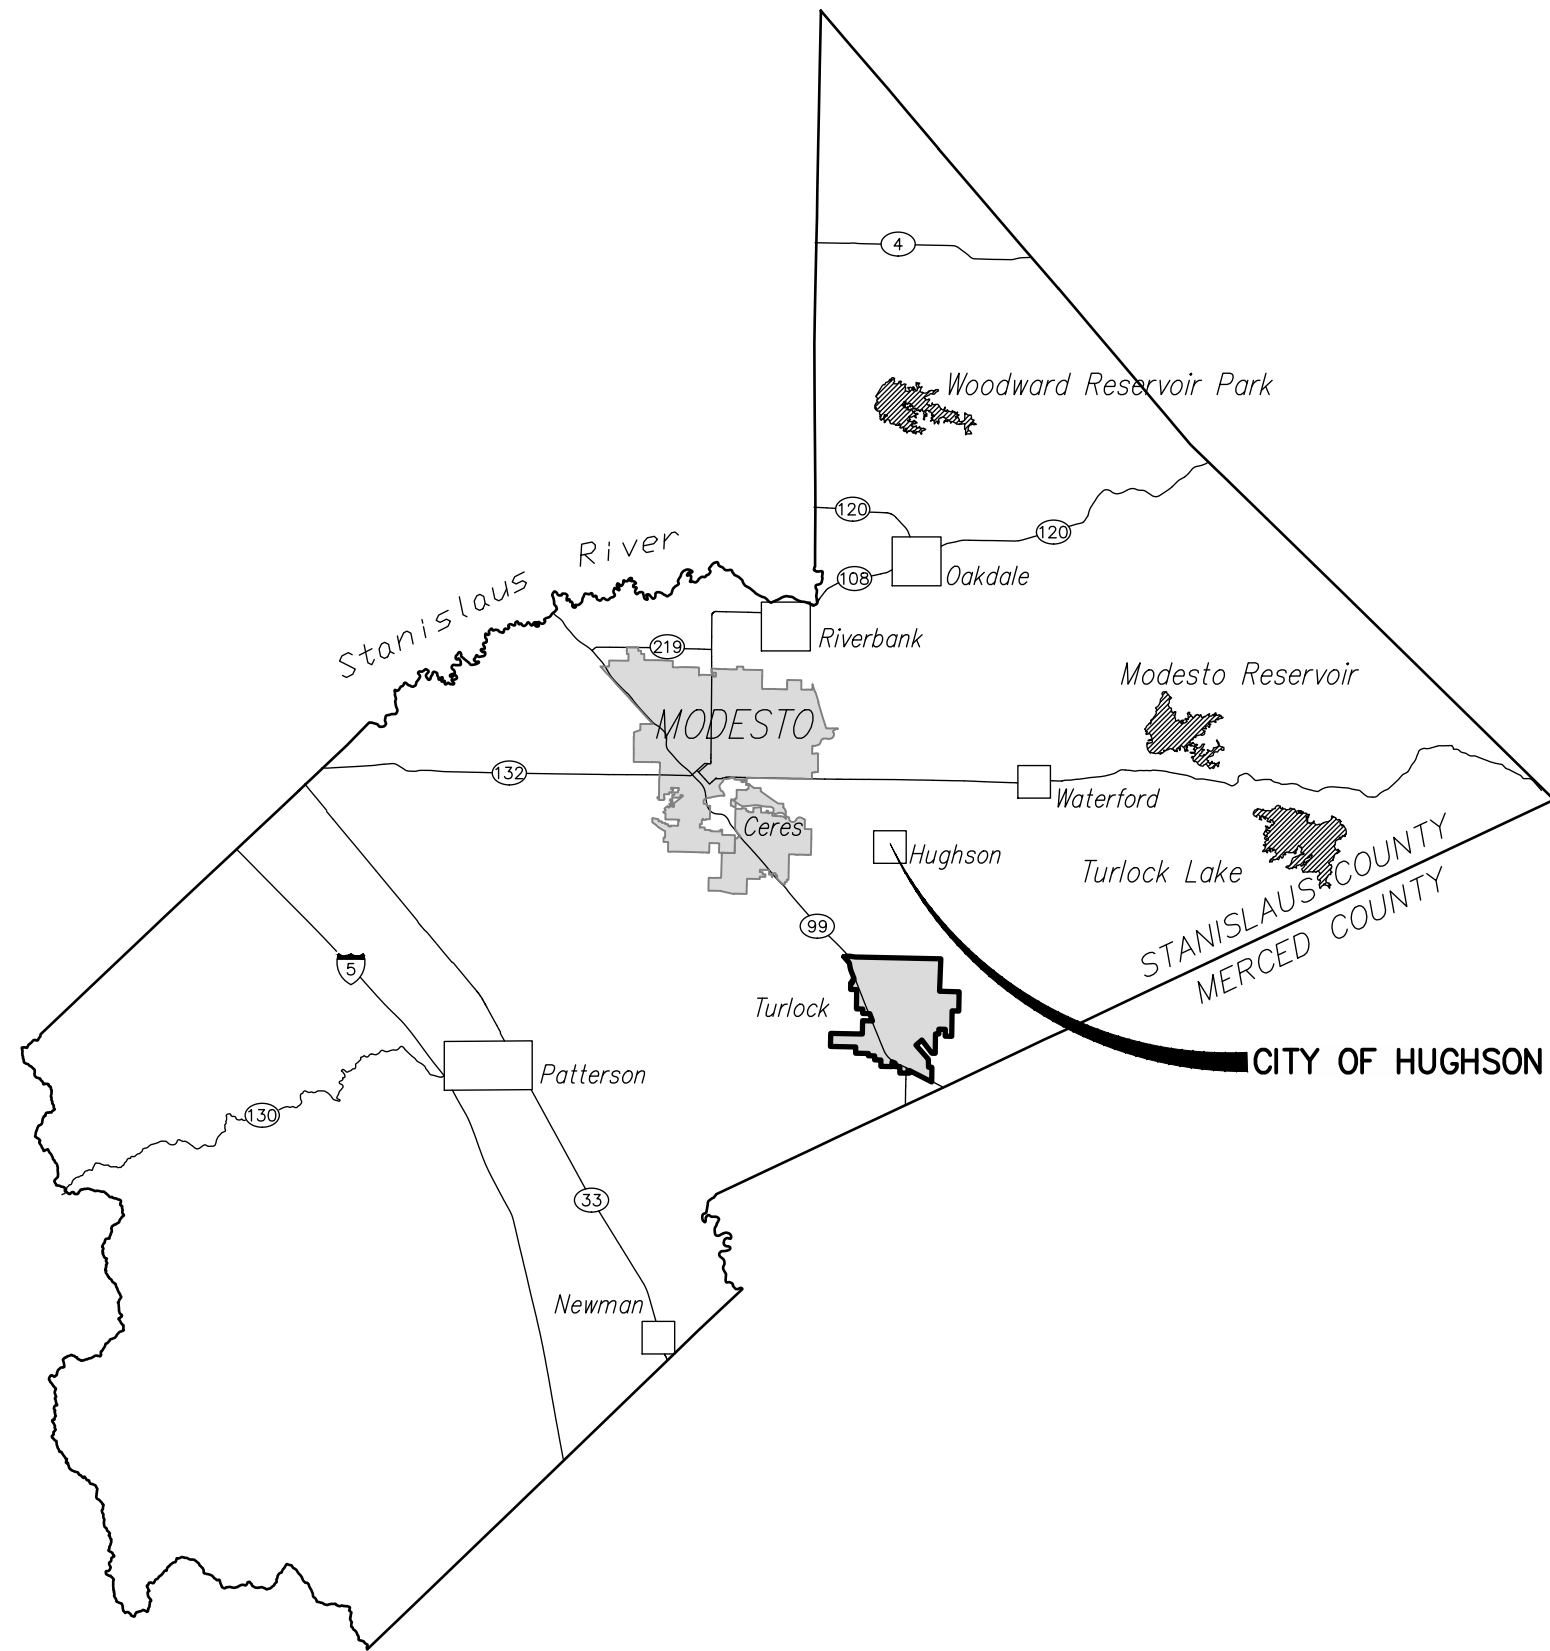 4
Woodward Reservoir Park
120
120
Stanislaus River
108
Oakdale
219
Riverbank
Modesto Reservoir
MODESTO
132
Waterford
Ceres
Hughson
Turlock Lake
STANISLAUS COUNTY
MERCED COUNTY
99
5
Turlock
CITY OF HUGHSON
Patterson
130
33
Newman